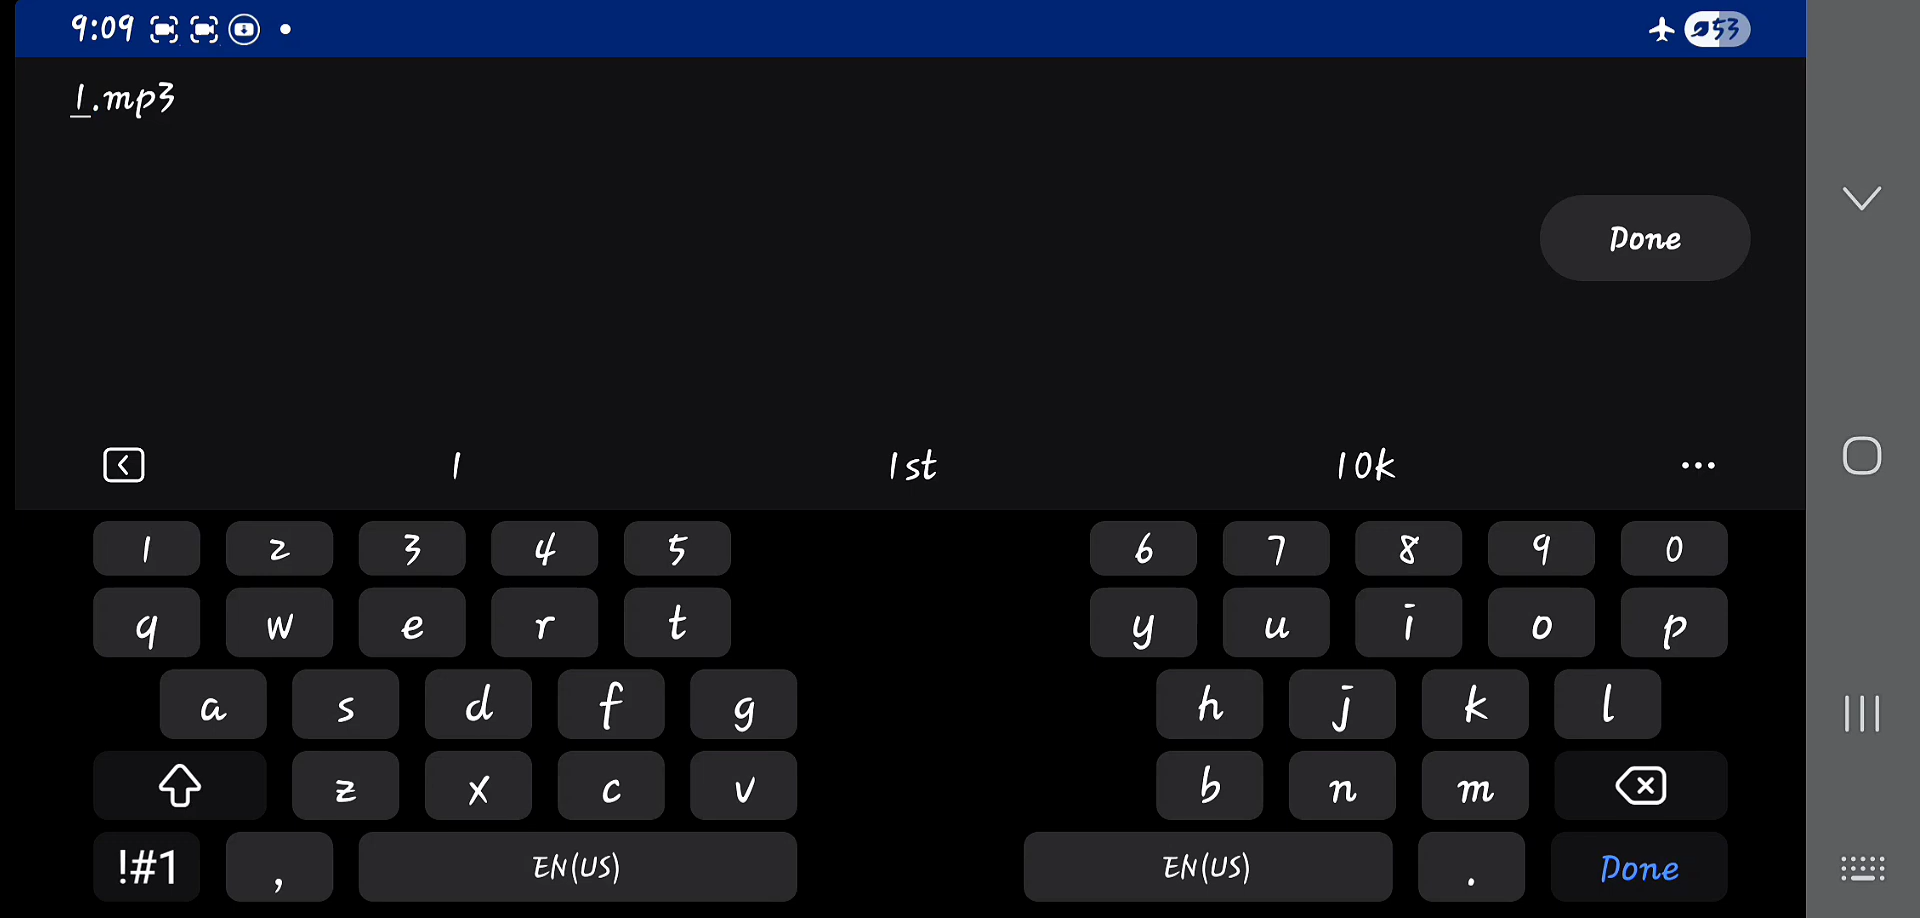 9:09 53
1.mp3
Done
1 1st 10k ...
1 2 3 4 5 6 7 8 9 0
q w e r t y u i o p
a s d f g h j k l
z x c v b n m
!#1 , EN(US) EN(US) . Done